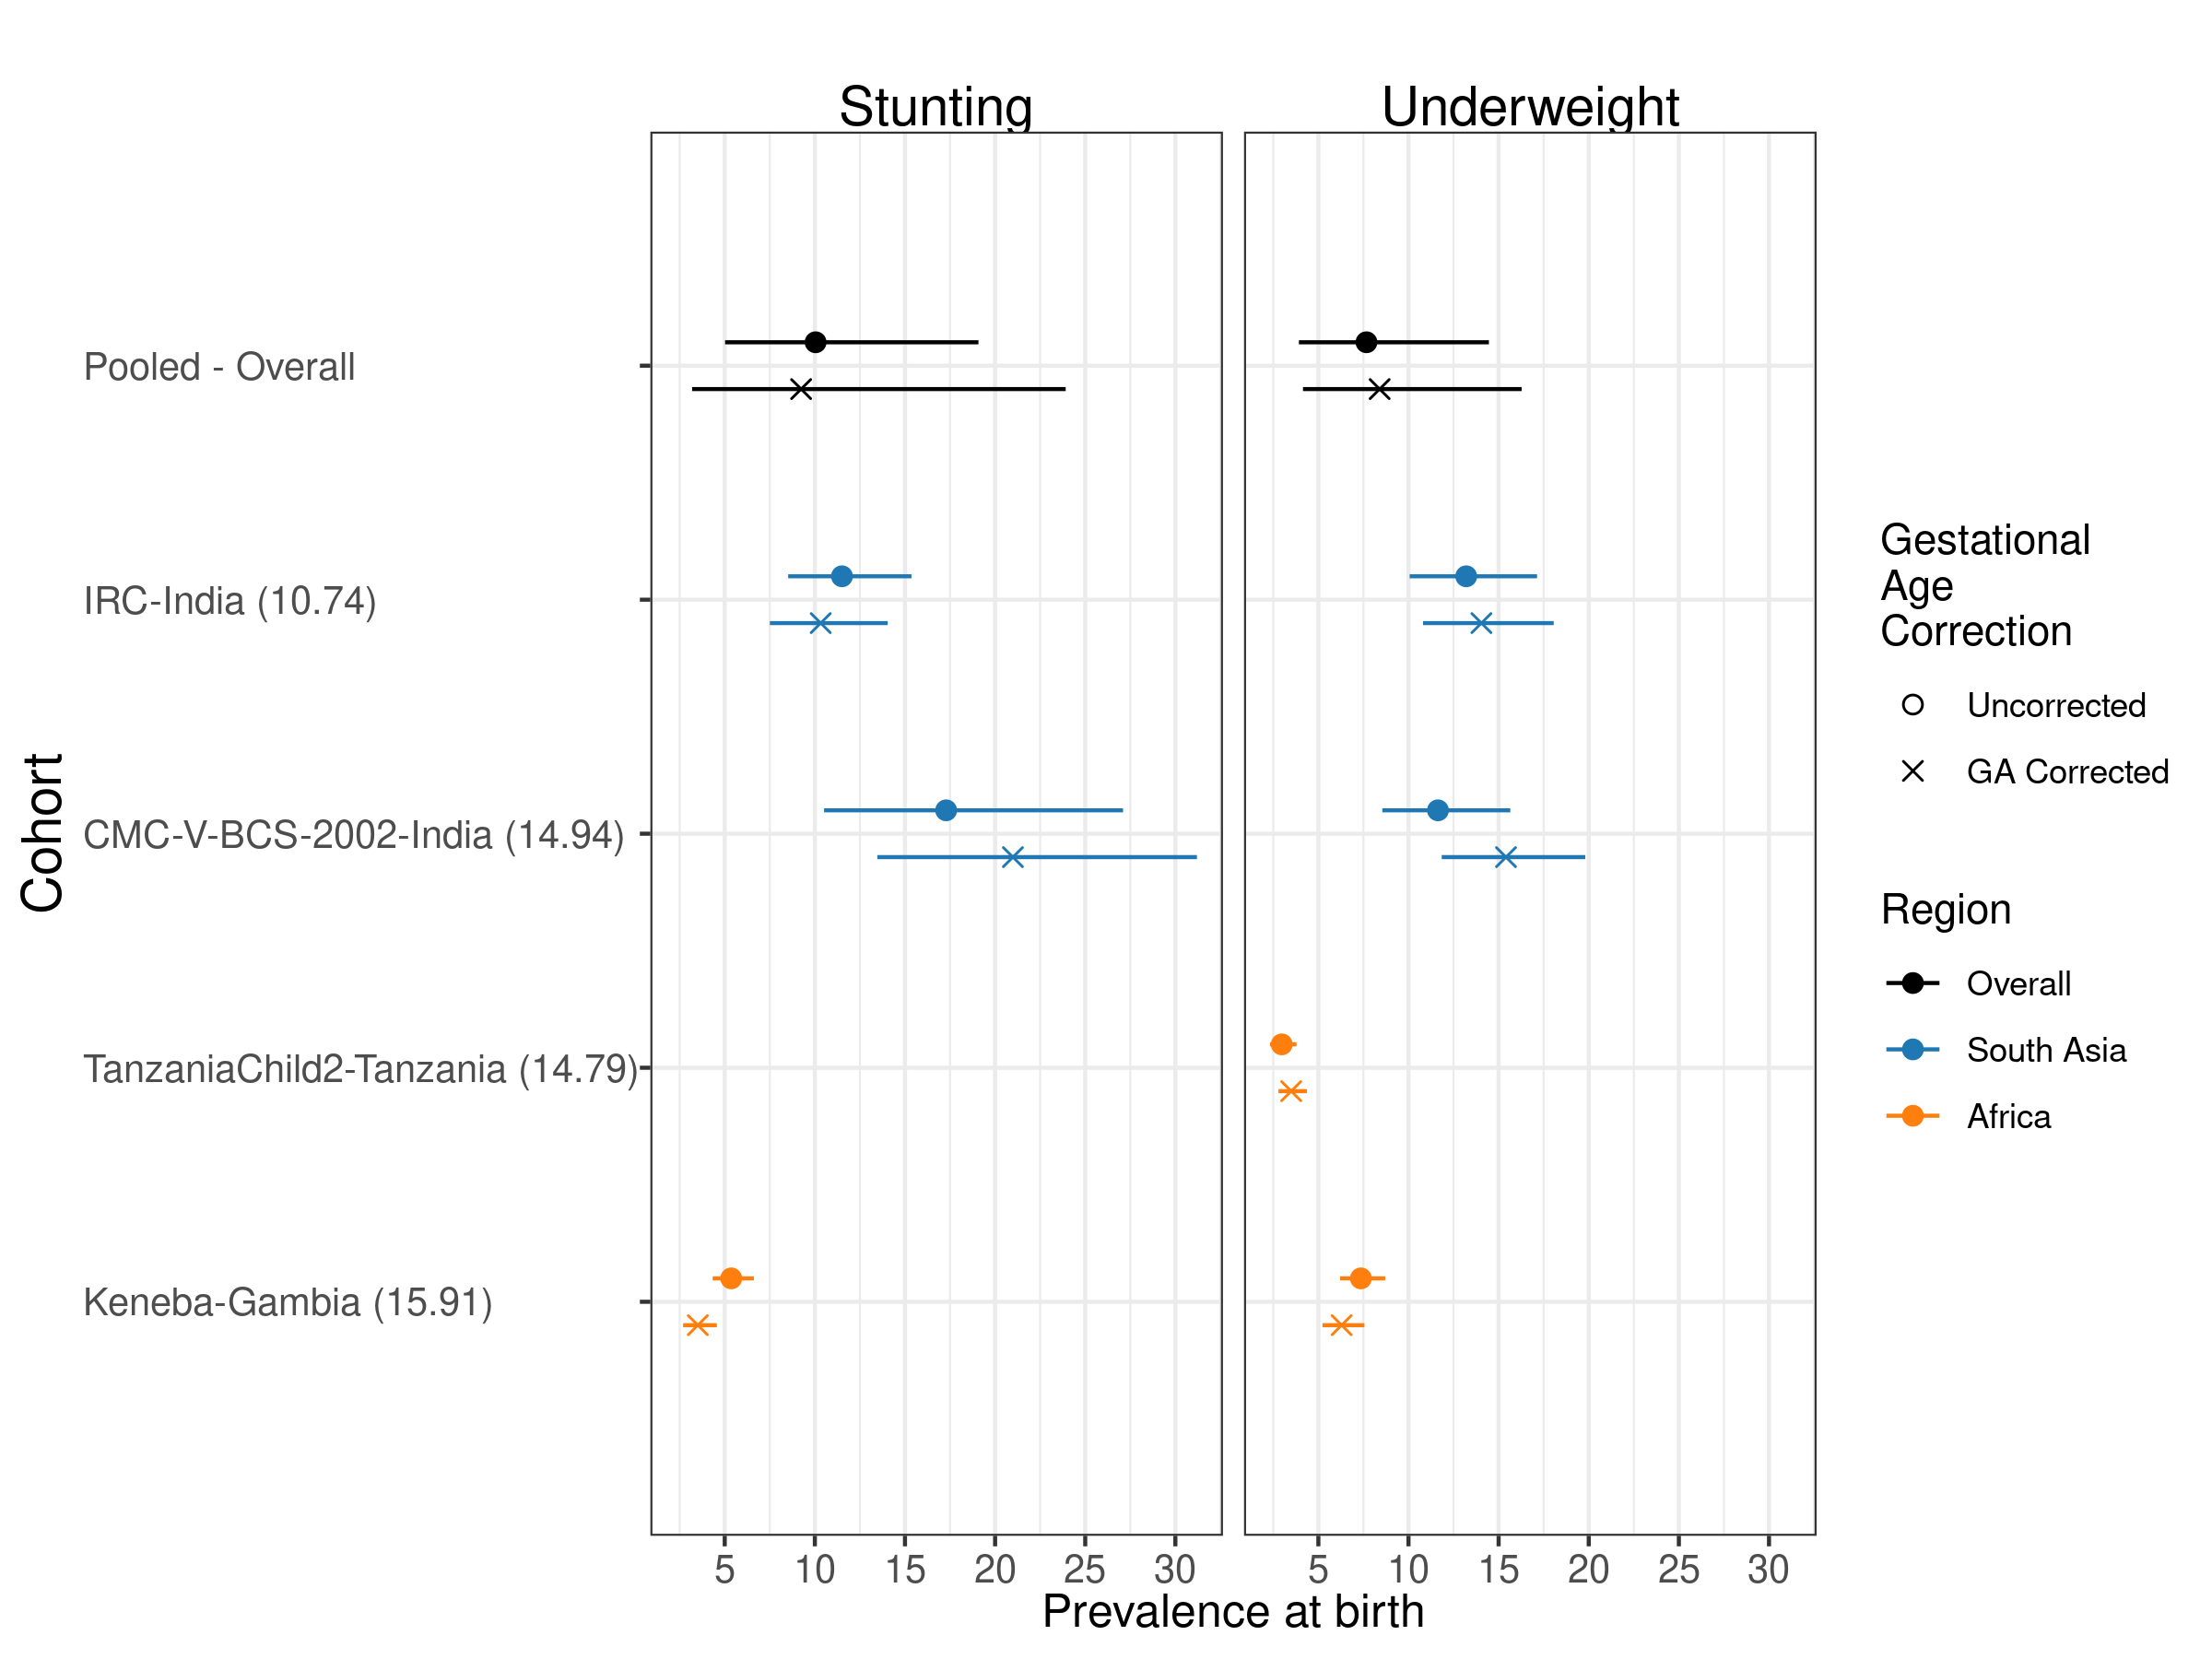 Stunting
Underweight
Cohort
Pooled - Overall
IRC-India (10.74)
CMC-V-BCS-2002-India (14.94)
TanzaniaChild2-Tanzania (14.79)
Keneba-Gambia (15.91)
5 10 15 20 25 30
5 10 15 20 25 30
Prevalence at birth
Gestational
Age
Correction
Uncorrected
GA Corrected
Region
Overall
South Asia
Africa